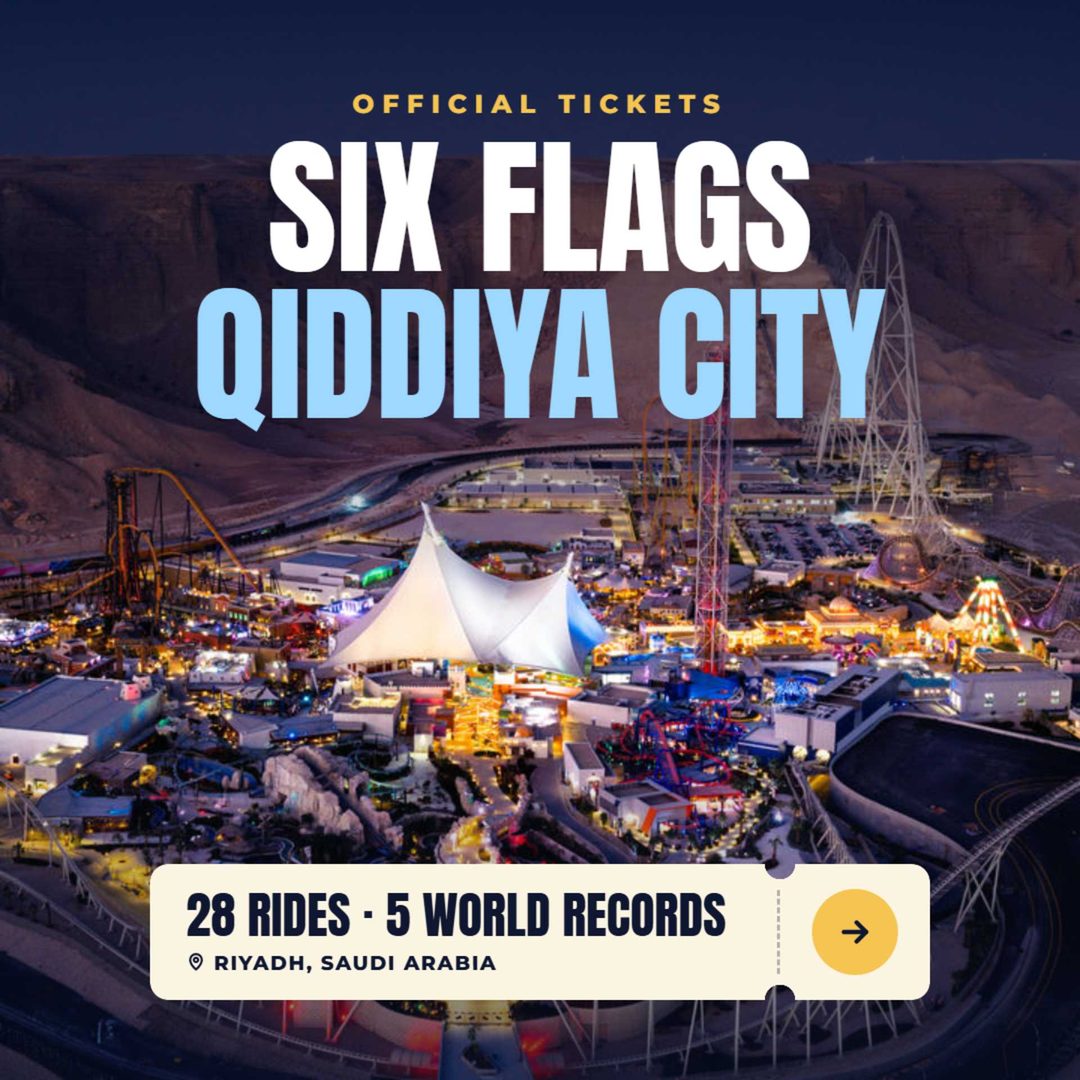 OFFICIAL TICKETS
SIX FLAGS
QIDDIYA CITY
28 RIDES · 5 WORLD RECORDS
RIYADH, SAUDI ARABIA